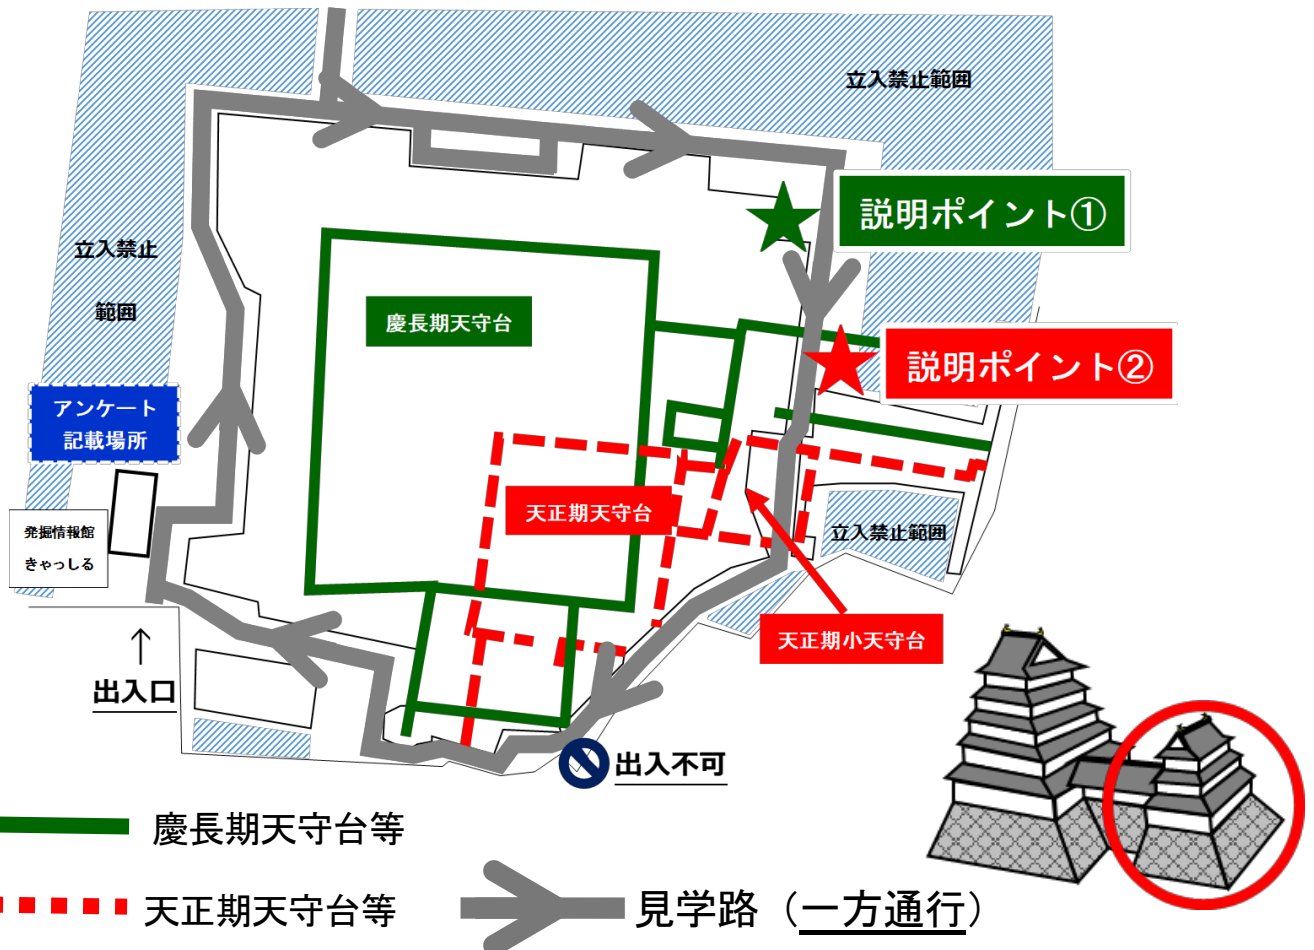 立入禁止範囲
説明ポイント①
立入禁止
範囲
慶長期天守台
説明ポイント②
アンケート
記載場所
天正期天守台
発掘情報館
きゃっしる
立入禁止範囲
天正期小天守台
出入口
出入不可
慶長期天守台等
天正期天守台等
見学路（一方通行）